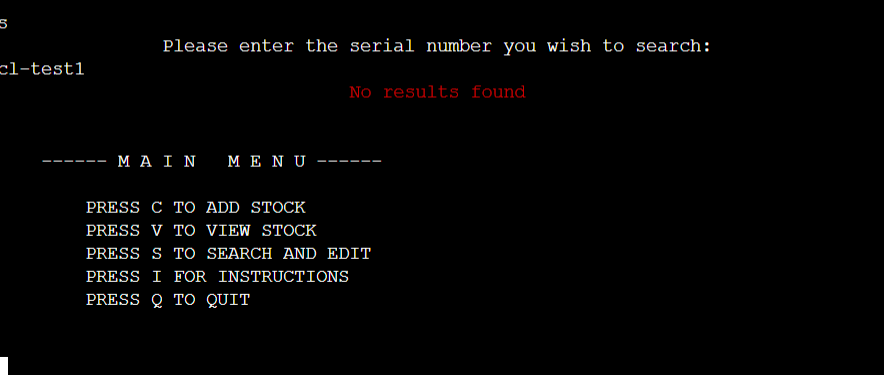 s
Please enter the serial number you wish to search:
cl-test1
No results found
------ M A I N   M E N U ------
PRESS C TO ADD STOCK
PRESS V TO VIEW STOCK
PRESS S TO SEARCH AND EDIT
PRESS I FOR INSTRUCTIONS
PRESS Q TO QUIT